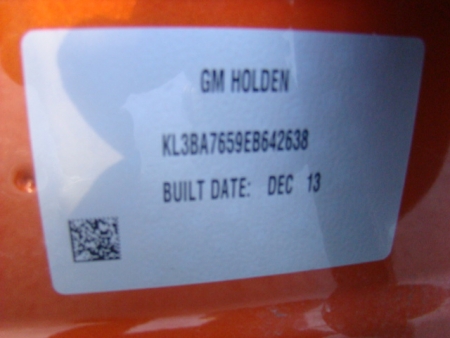 GM HOLDEN
KL3BA7659EB642638
BUILT DATE: DEC 13